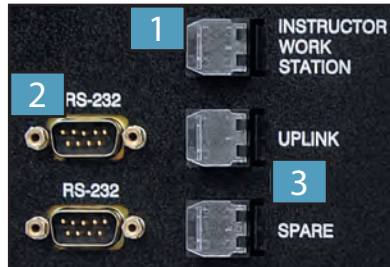 1
INSTRUCTOR
WORK
STATION
2
RS-232
UPLINK
3
RS-232
SPARE